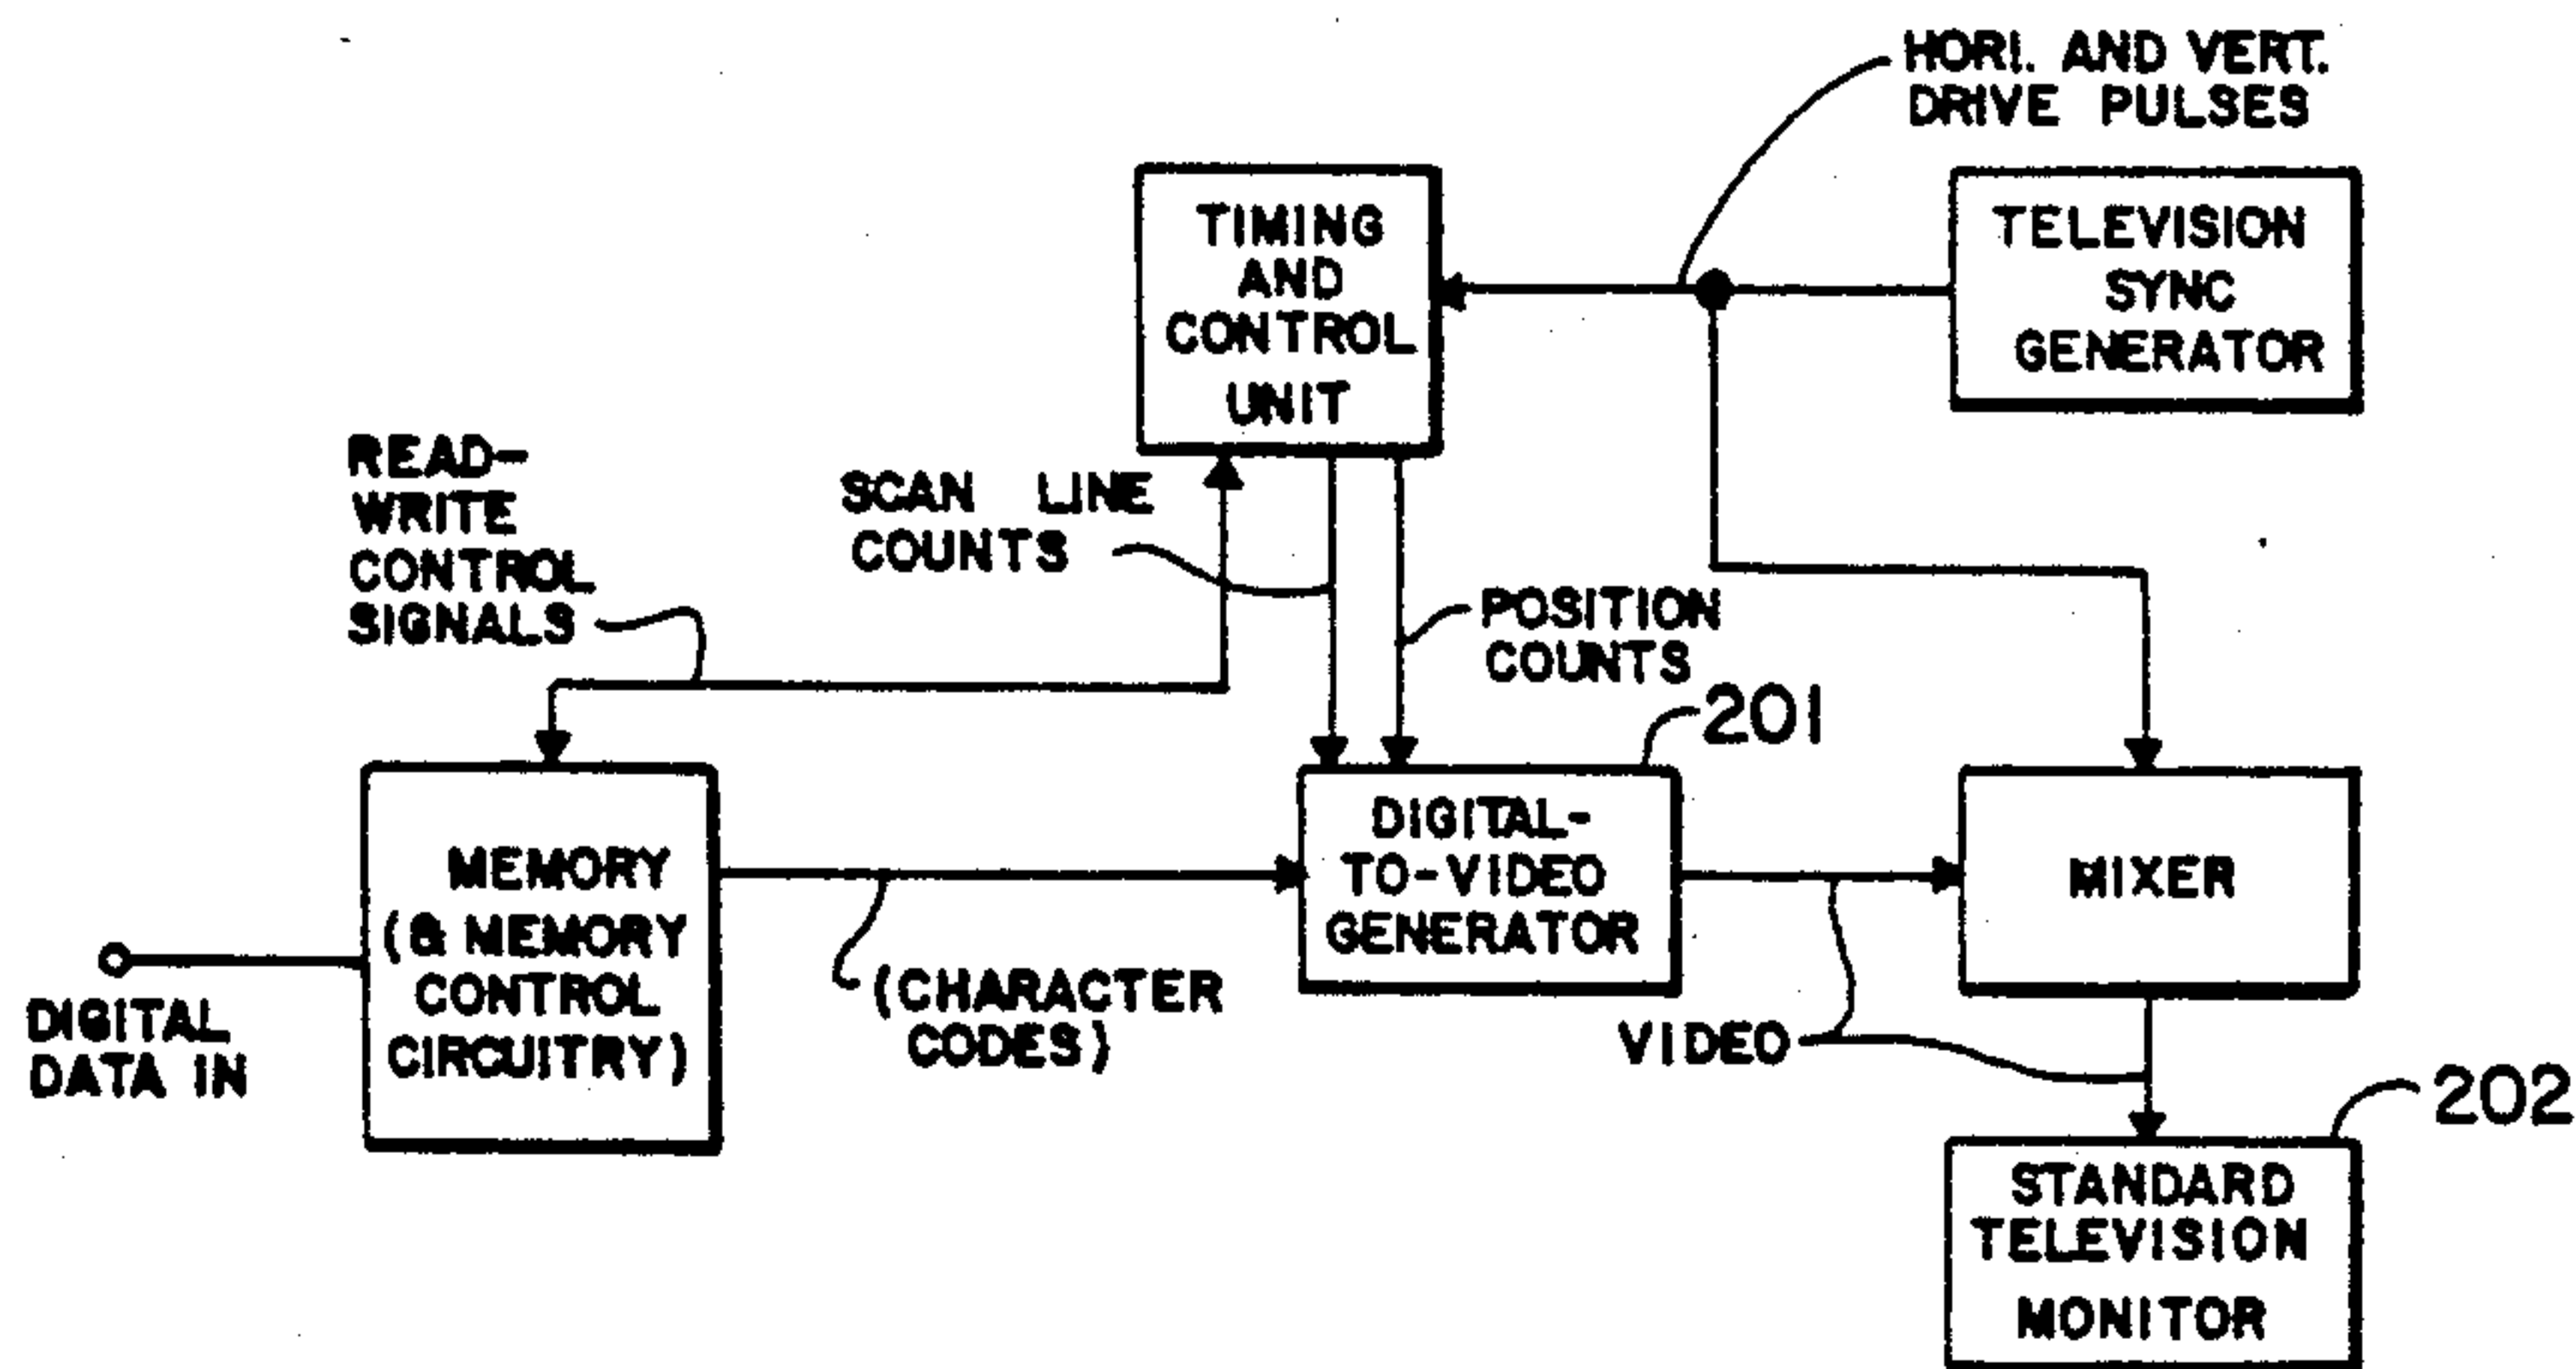 HORI. AND VERT.
DRIVE PULSES
TIMING
AND
CONTROL
UNIT
TELEVISION
SYNC
GENERATOR
READ-
WRITE
CONTROL
SIGNALS
SCAN LINE
COUNTS
POSITION
COUNTS
201
MEMORY
(& MEMORY
CONTROL
CIRCUITRY)
DIGITAL-
TO-VIDEO
GENERATOR
MIXER
DIGITAL
DATA IN
(CHARACTER
CODES)
VIDEO
202
STANDARD
TELEVISION
MONITOR